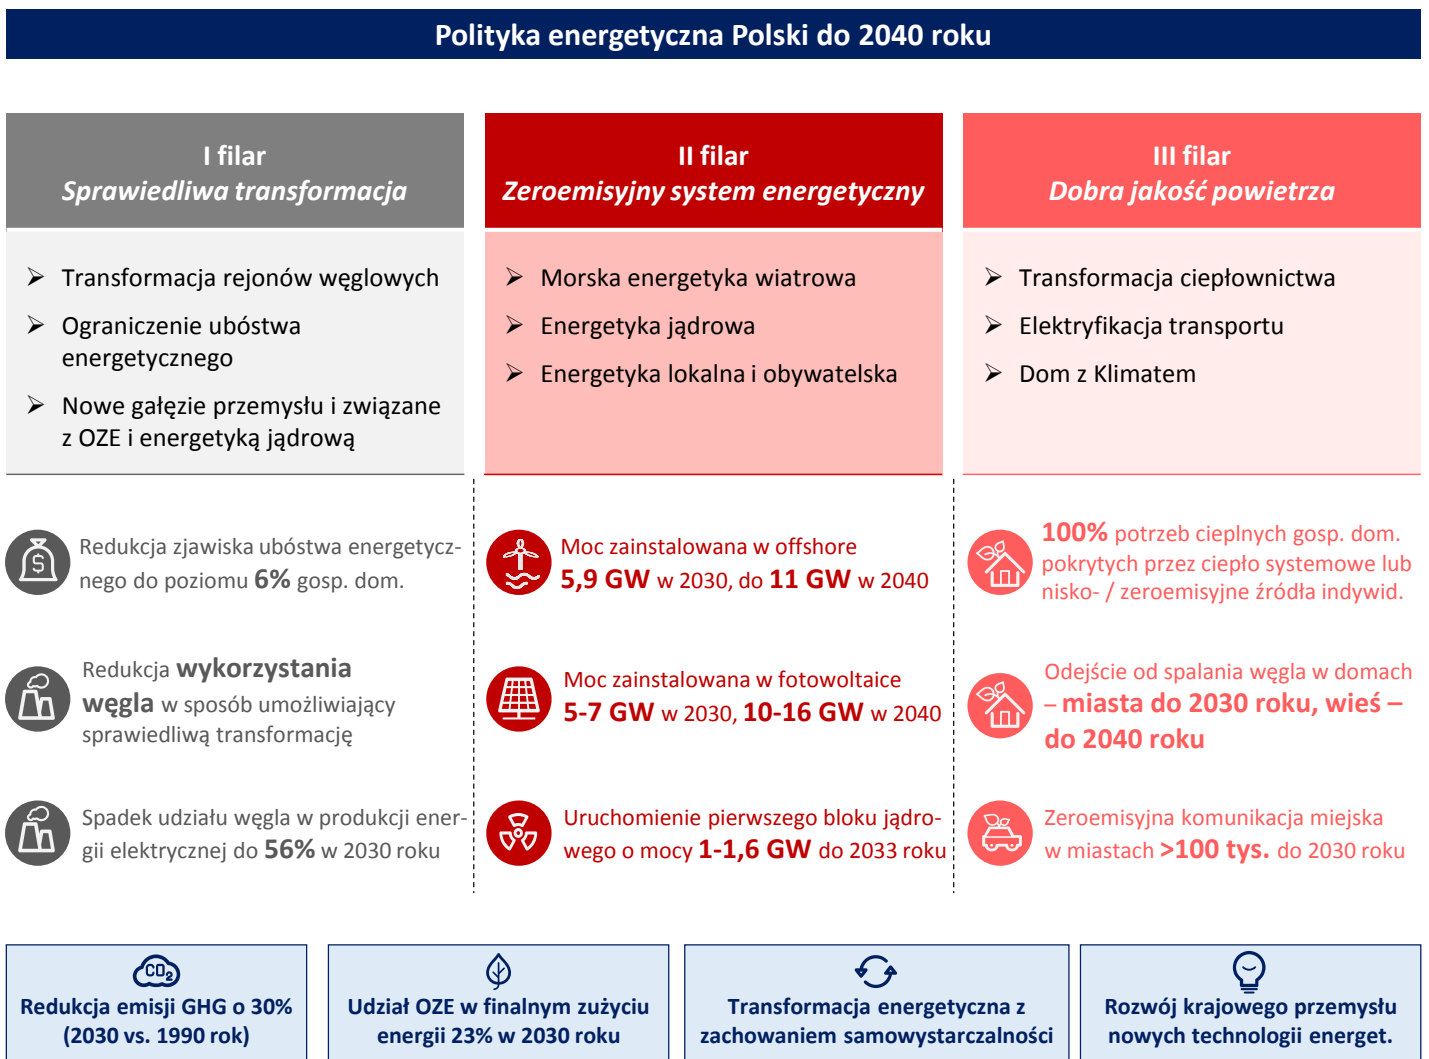 Polityka energetyczna Polski do 2040 roku
I filar
Sprawiedliwa transformacja
Transformacja rejonów węglowych
Ograniczenie ubóstwa
energetycznego
Nowe gałęzie przemysłu i związane
z OZE i energetyką jądrową
Redukcja zjawiska ubóstwa energetycz-
nego do poziomu 6% gosp. dom.
Redukcja wykorzystania
węgla w sposób umożliwiający
sprawiedliwą transformację
Spadek udziału węgla w produkcji ener-
gii elektrycznej do 56% w 2030 roku
II filar
Zeroemisyjny system energetyczny
Morska energetyka wiatrowa
Energetyka jądrowa
Energetyka lokalna i obywatelska
Moc zainstalowana w offshore
5,9 GW w 2030, do 11 GW w 2040
Moc zainstalowana w fotowoltaice
5-7 GW w 2030, 10-16 GW w 2040
Uruchomienie pierwszego bloku jądro-
wego o mocy 1-1,6 GW do 2033 roku
III filar
Dobra jakość powietrza
Transformacja ciepłownictwa
Elektryfikacja transportu
Dom z Klimatem
100% potrzeb cieplnych gosp. dom.
pokrytych przez ciepło systemowe lub
nisko- / zeroemisyjne źródła indywid.
Odejście od spalania węgla w domach
– miasta do 2030 roku, wieś –
do 2040 roku
Zeroemisyjna komunikacja miejska
w miastach >100 tys. do 2030 roku
CO2
Redukcja emisji GHG o 30%
(2030 vs. 1990 rok)
Udział OZE w finalnym zużyciu
energii 23% w 2030 roku
Transformacja energetyczna z
zachowaniem samowystarczalności
Rozwój krajowego przemysłu
nowych technologii energet.